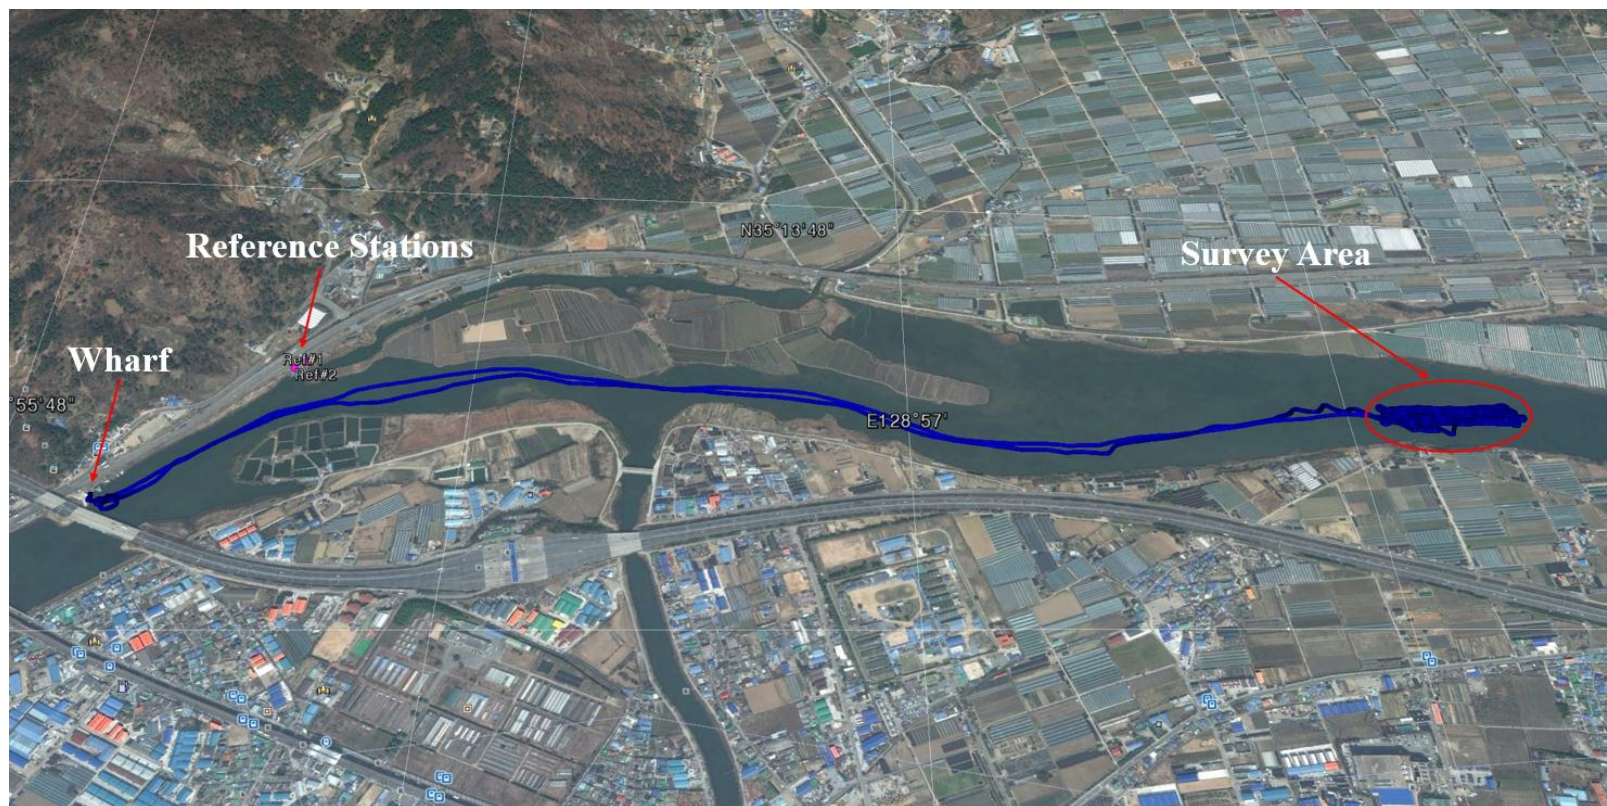 N35°13'48"
Reference Stations
Survey Area
Wharf
Ref#1
Ref#2
°55'48"
E128°57'